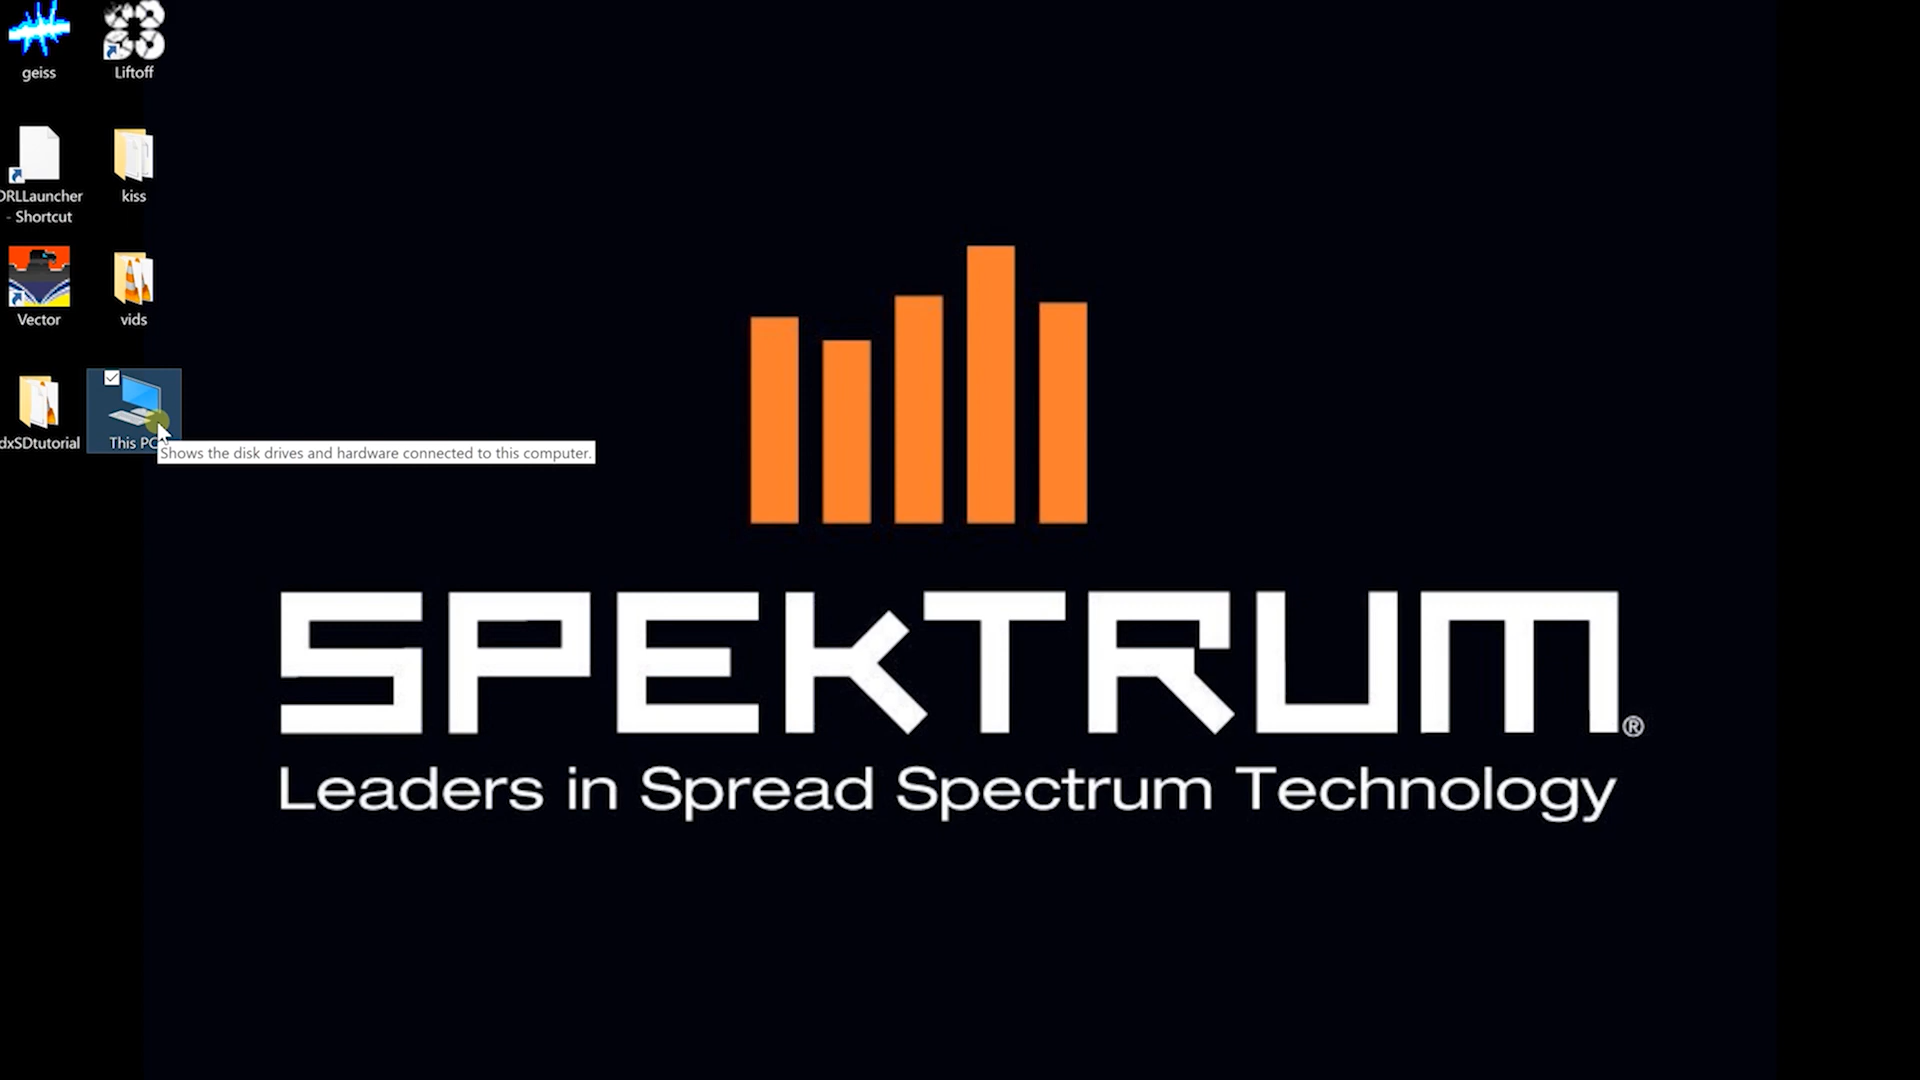 geiss
Liftoff
DRLLauncher
- Shortcut
kiss
Vector
vids
dxSDtutorial
This PC
Shows the disk drives and hardware connected to this computer.
SPEKTRUM®
Leaders in Spread Spectrum Technology